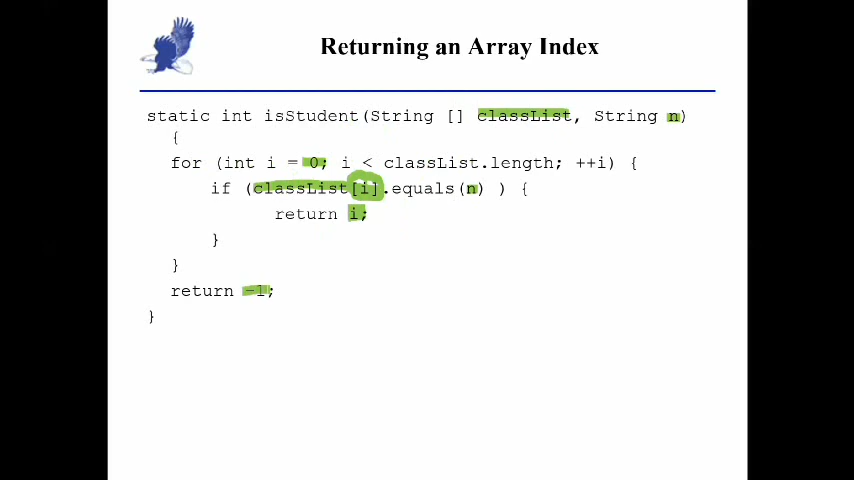 Returning an Array Index
static int isStudent(String [] classList, String n)
{
for (int i = 0; i < classList.length; ++i) {
if (classList[i].equals(n) ) {
return i;
}
}
return -1;
}